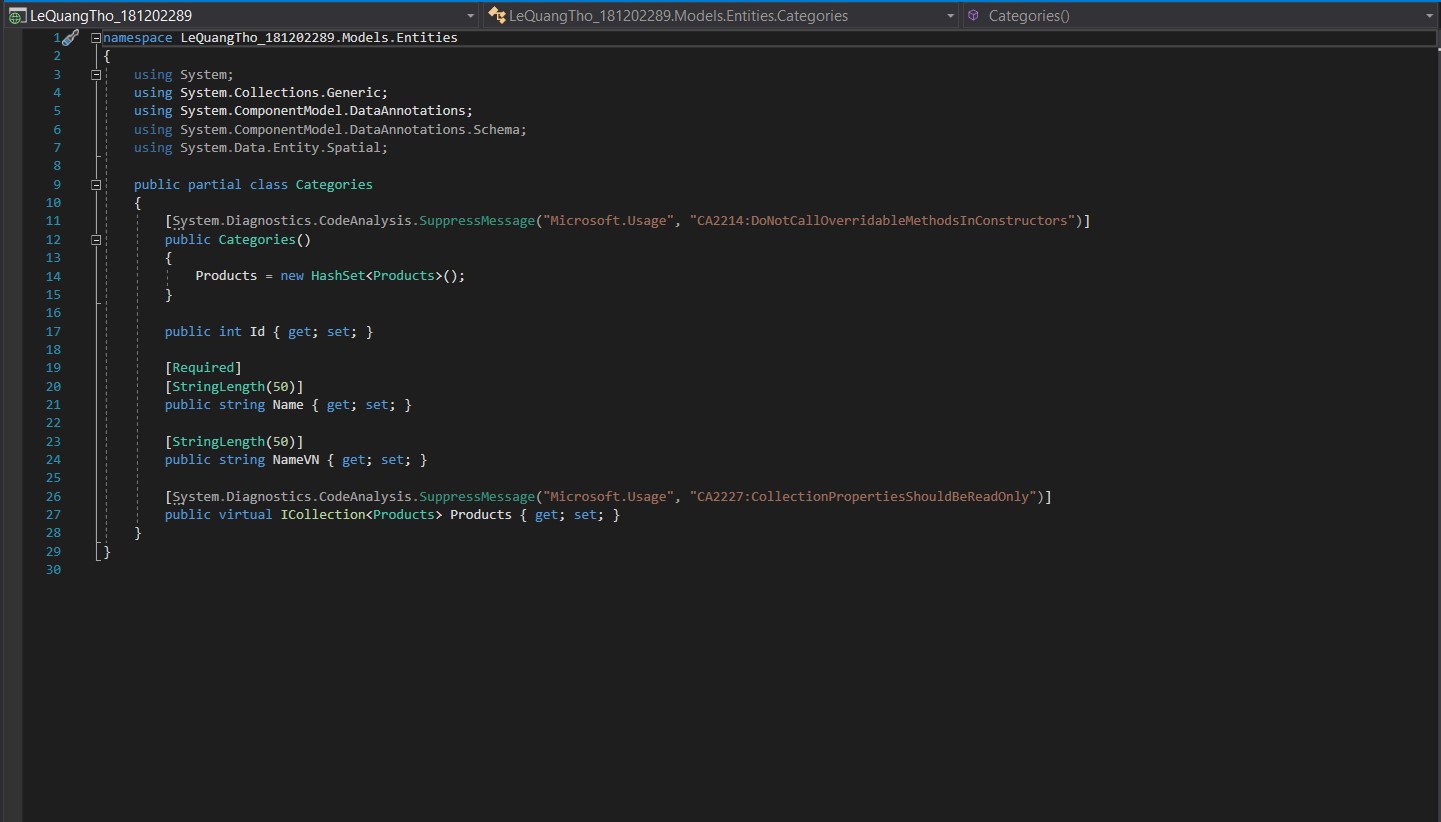 LeQuangTho_181202289 LeQuangTho_181202289.Models.Entities.Categories Categories()
1 namespace LeQuangTho_181202289.Models.Entities
2 {
3 using System;
4 using System.Collections.Generic;
5 using System.ComponentModel.DataAnnotations;
6 using System.ComponentModel.DataAnnotations.Schema;
7 using System.Data.Entity.Spatial;
8
9 public partial class Categories
10 {
11 [System.Diagnostics.CodeAnalysis.SuppressMessage("Microsoft.Usage", "CA2214:DoNotCallOverridableMethodsInConstructors")]
12 public Categories()
13 {
14 Products = new HashSet<Products>();
15 }
16
17 public int Id { get; set; }
18
19 [Required]
20 [StringLength(50)]
21 public string Name { get; set; }
22
23 [StringLength(50)]
24 public string NameVN { get; set; }
25
26 [System.Diagnostics.CodeAnalysis.SuppressMessage("Microsoft.Usage", "CA2227:CollectionPropertiesShouldBeReadOnly")]
27 public virtual ICollection<Products> Products { get; set; }
28 }
29 }
30